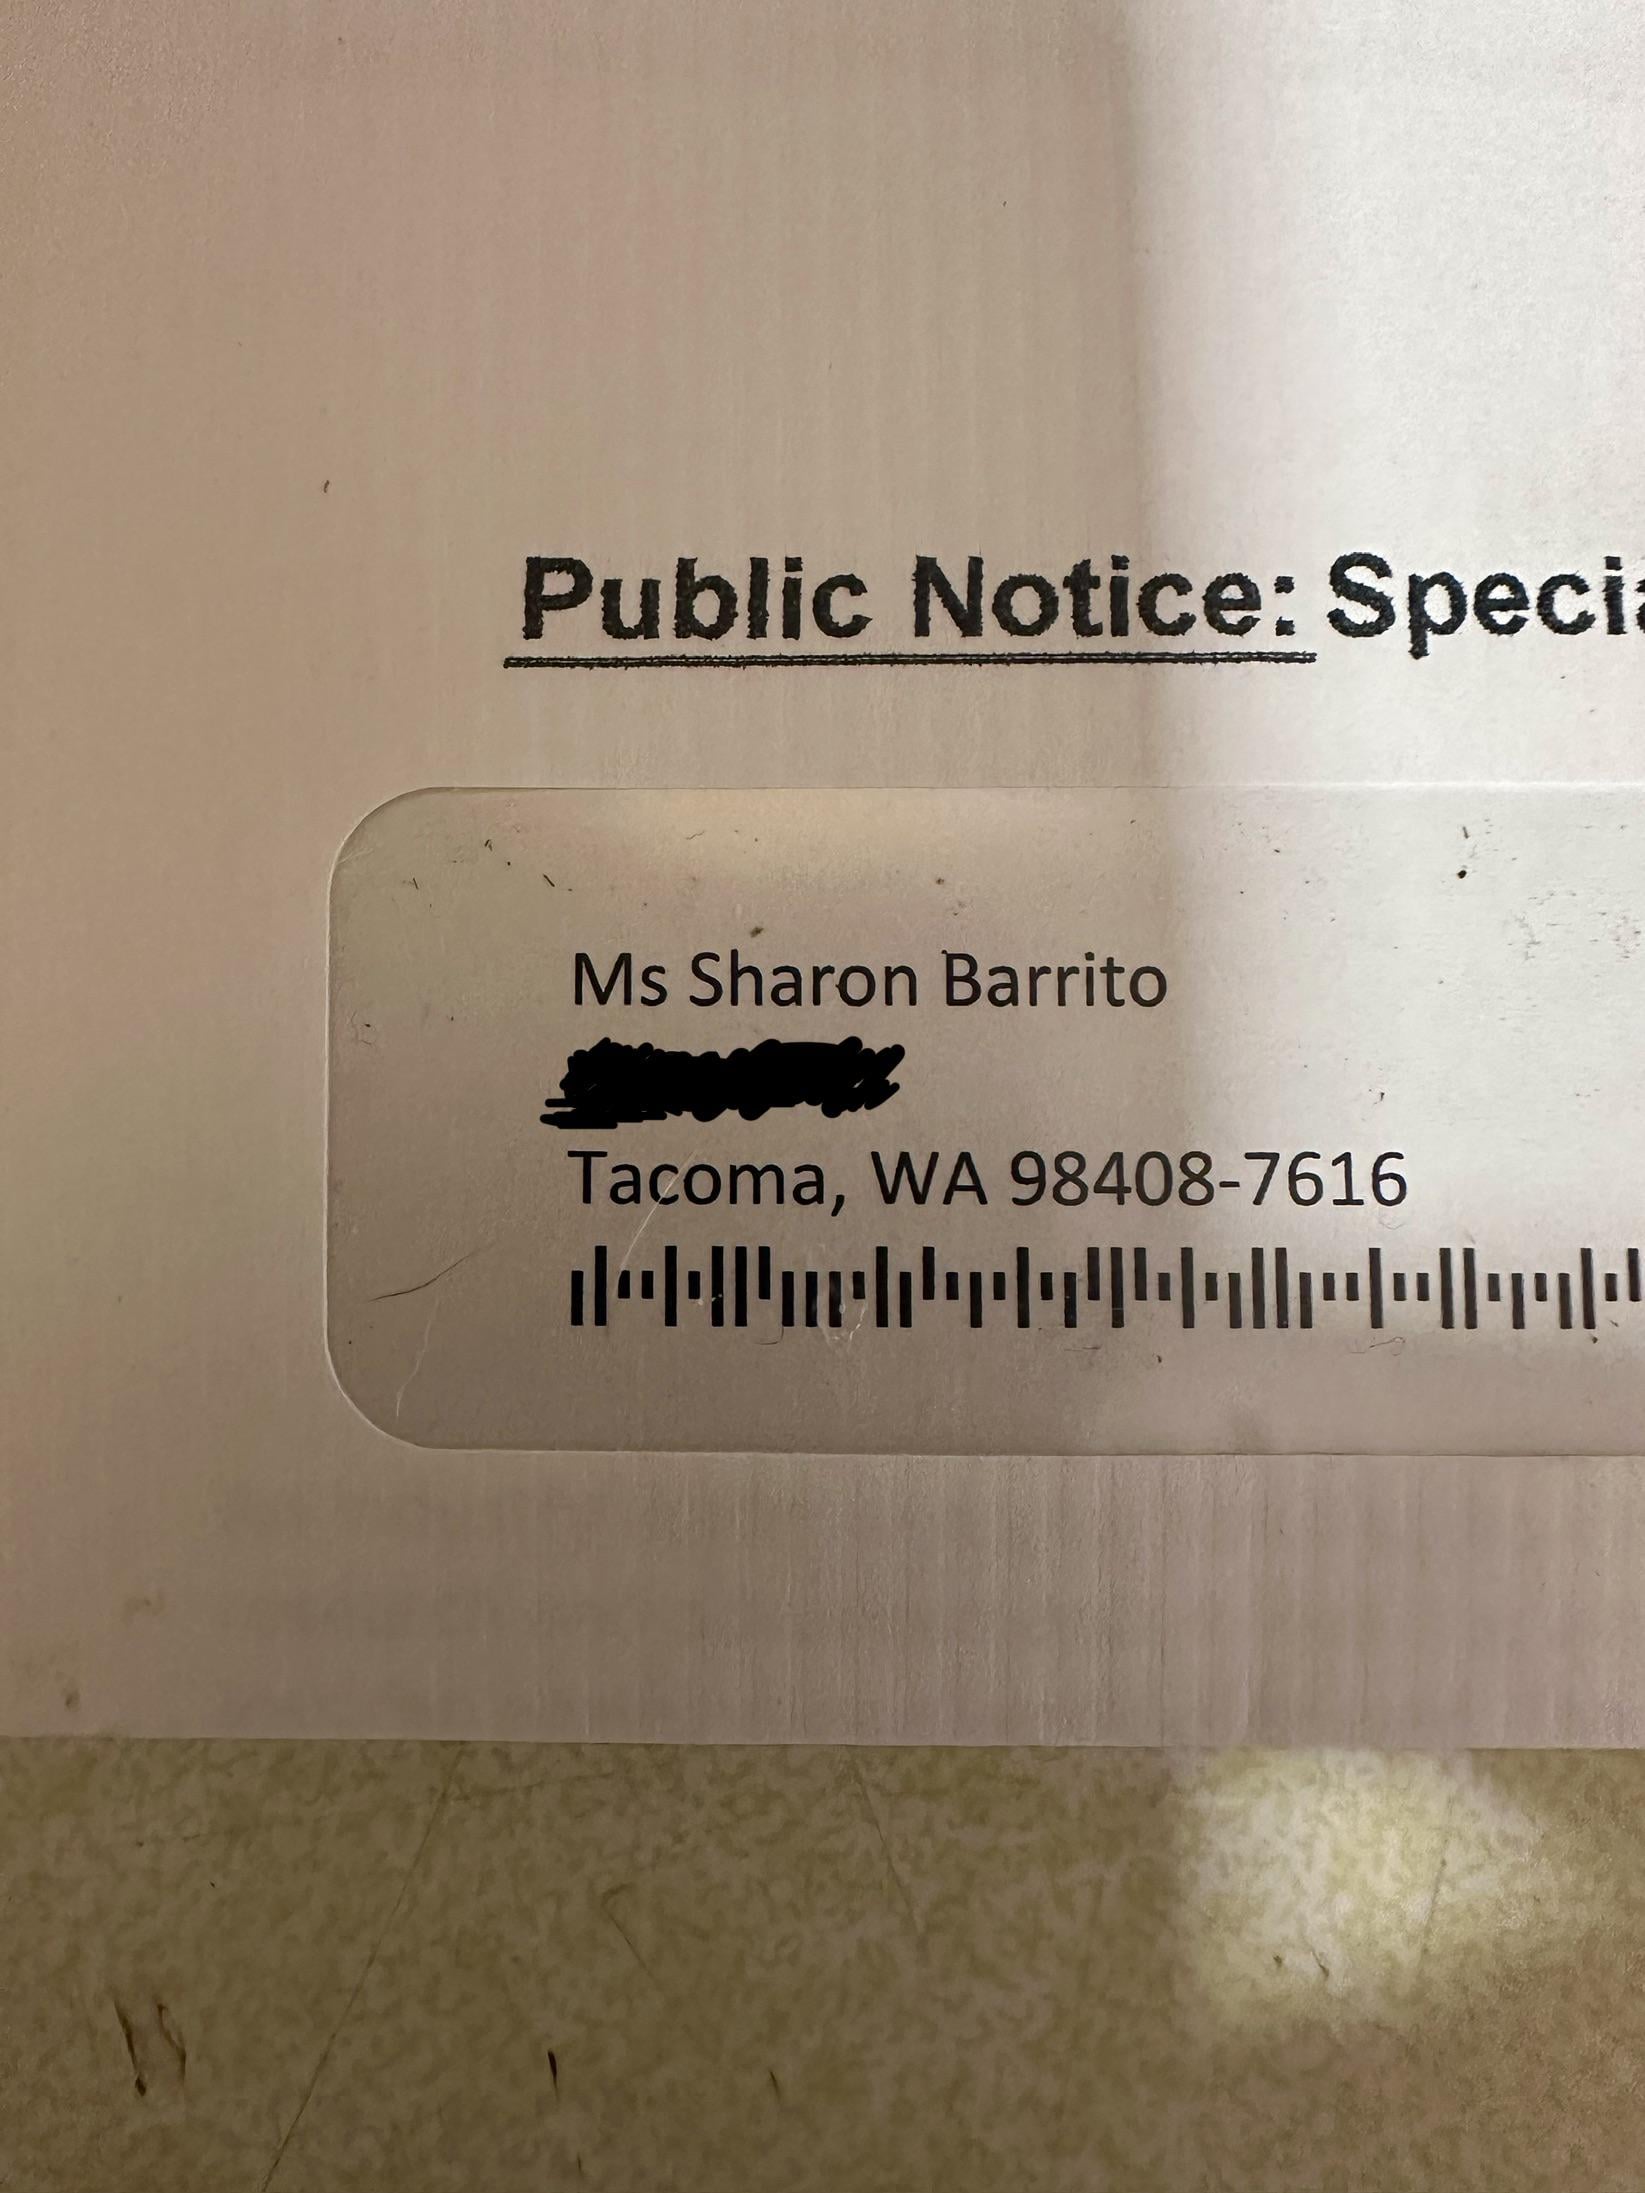 Public Notice: Speci
Ms Sharon Barrito
Tacoma, WA 98408-7616